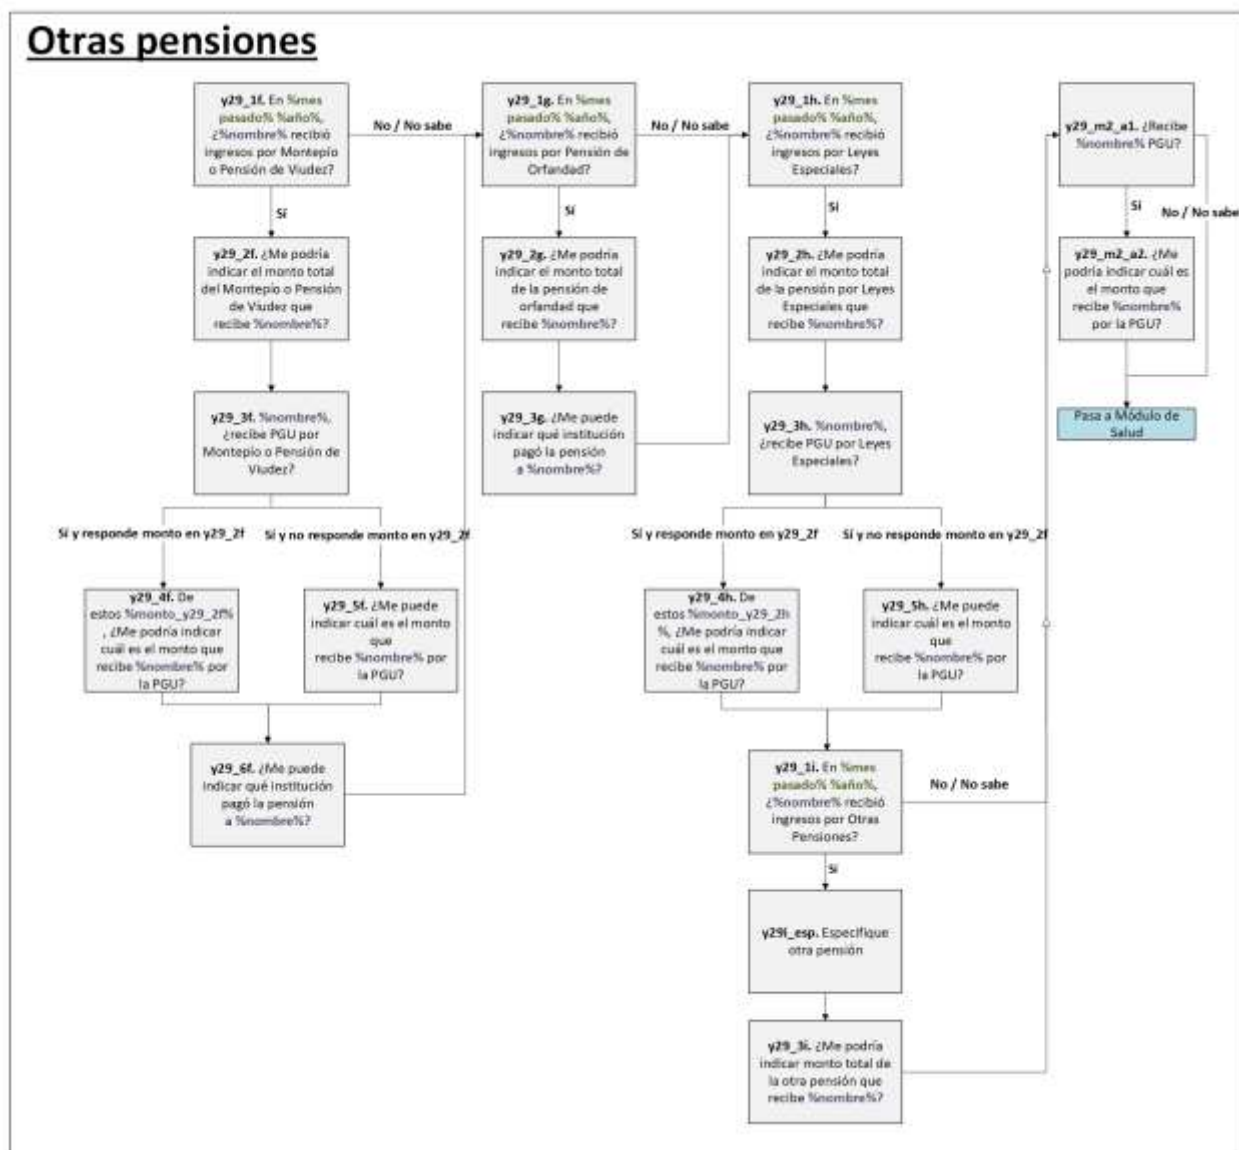 Otras pensiones
y29_1f. En %mes
pasado% %año%,
¿%nombre% recibió
ingresos por Montepío
o Pensión de Viudez?
No / No sabe
Sí
y29_2f. ¿Me podría
indicar el monto total
del Montepío o Pensión
de Viudez que
recibe %nombre%?
y29_3f. %nombre%,
¿recibe PGU por
Montepío o Pensión de
Viudez?
Sí y responde monto en y29_2f
Sí y no responde monto en y29_2f
y29_4f. De
estos %monto_y29_2f%
, ¿Me podría indicar
cuál es el monto que
recibe %nombre% por
la PGU?
y29_5f. ¿Me puede
indicar cuál es el monto
que
recibe %nombre% por
la PGU?
y29_6f. ¿Me puede
indicar qué institución
pagó la pensión
a %nombre%?
y29_1g. En %mes
pasado% %año%,
¿%nombre% recibió
ingresos por Pensión de
Orfandad?
No / No sabe
Sí
y29_2g. ¿Me podría
indicar el monto total
de la pensión de
orfandad que
recibe %nombre%?
y29_3g. ¿Me puede
indicar qué institución
pagó la pensión
a %nombre%?
y29_1h. En %mes
pasado% %año%,
¿%nombre% recibió
ingresos por Leyes
Especiales?
Sí
y29_2h. ¿Me podría
indicar el monto total
de la pensión por Leyes
Especiales que
recibe %nombre%?
y29_3h. %nombre%,
¿recibe PGU por Leyes
Especiales?
Sí y responde monto en y29_2f
Sí y no responde monto en y29_2f
y29_4h. De
estos %monto_y29_2h
%, ¿Me podría indicar
cuál es el monto que
recibe %nombre% por
la PGU?
y29_5h. ¿Me puede
indicar cuál es el monto
que
recibe %nombre% por
la PGU?
y29_1i. En %mes
pasado% %año%,
¿%nombre% recibió
ingresos por Otras
Pensiones?
No / No sabe
Sí
y29i_esp. Especifique
otra pensión
y29_3i. ¿Me podría
indicar monto total de
la otra pensión que
recibe %nombre%?
y29_m2_a1. ¿Recibe
%nombre% PGU?
Sí
No / No sabe
y29_m2_a2. ¿Me
podría indicar cuál es
el monto que
recibe %nombre%
por la PGU?
Pasa a Módulo de
Salud